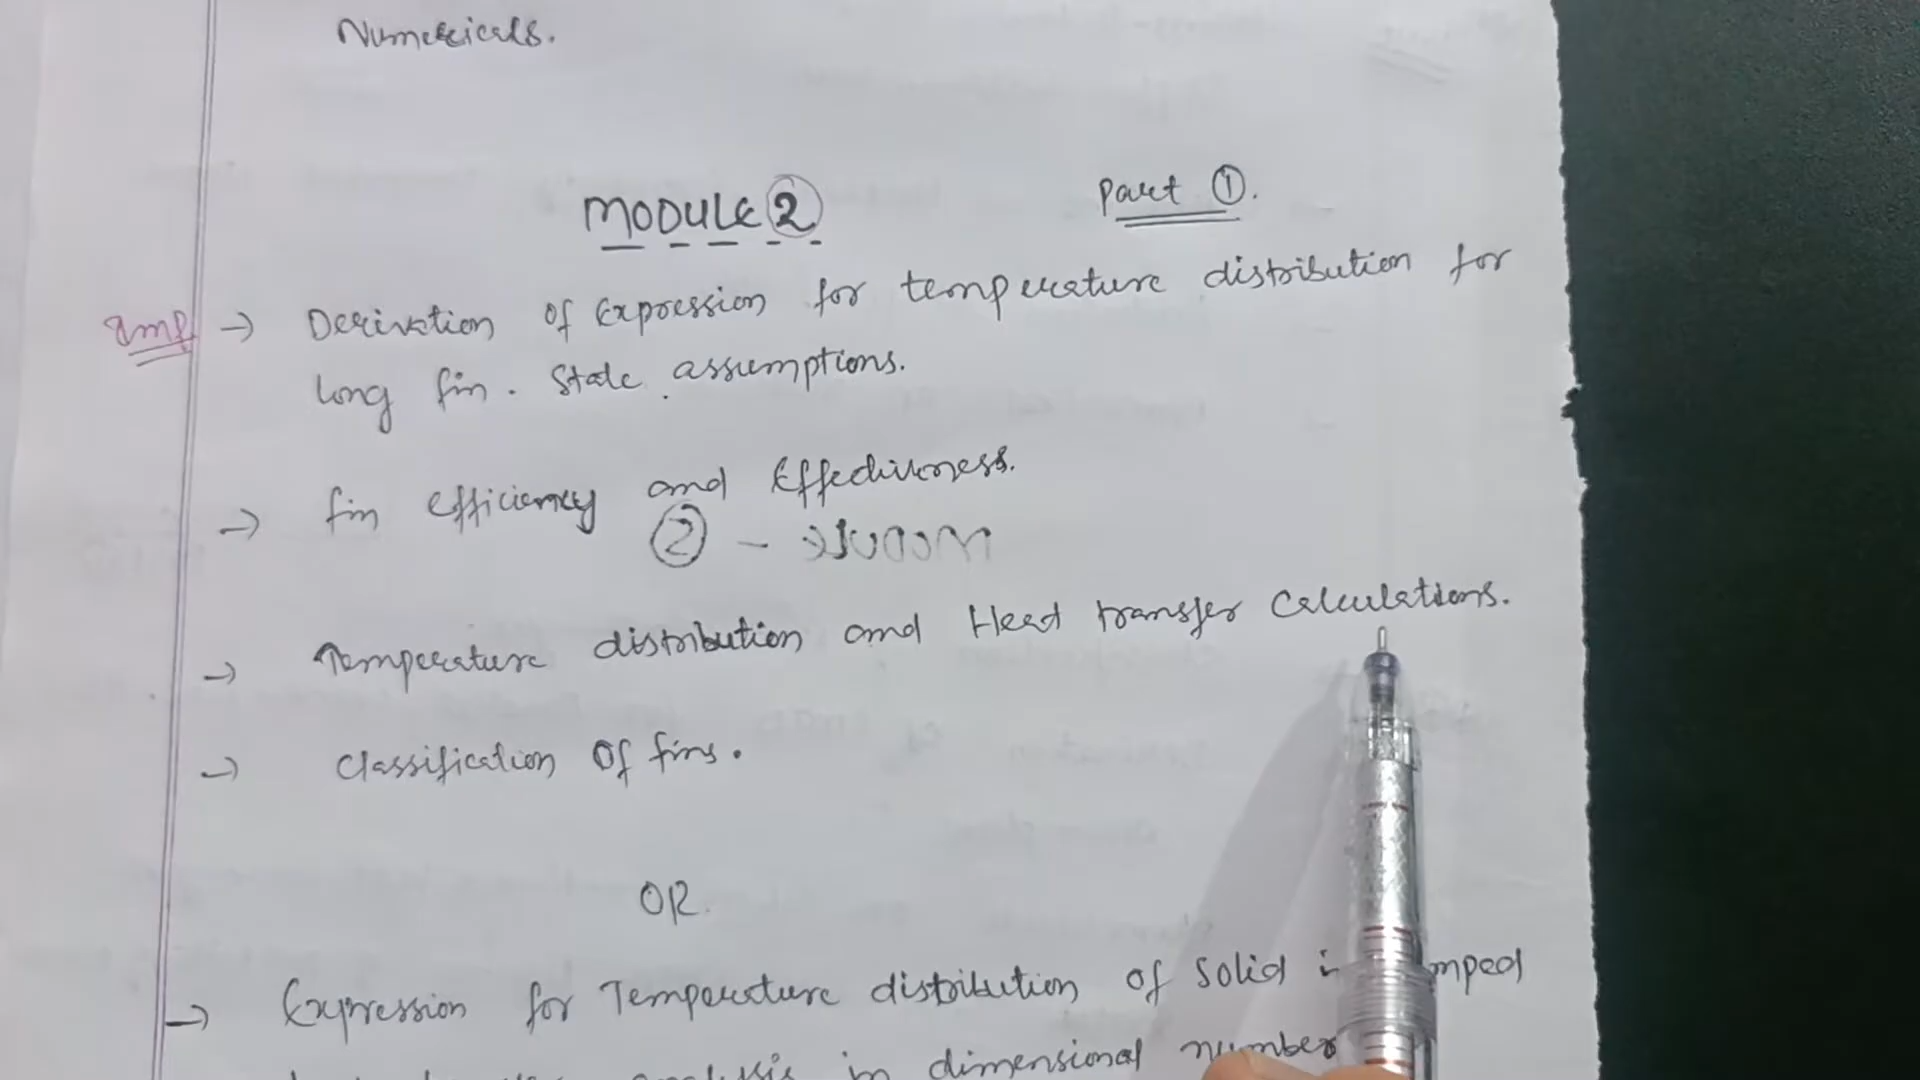 Numericals.
MODULE 2
Part 1.
Imp → Derivation of Expression for temperature distribution for
long fin. State assumptions.
→ fin efficiency and Effectiveness.
2 -
→ Temperature distribution and Heat transfer Calculations.
→ Classification Of fins.
OR
→ Expression for Temperature distribution of Solid
in dimensional number